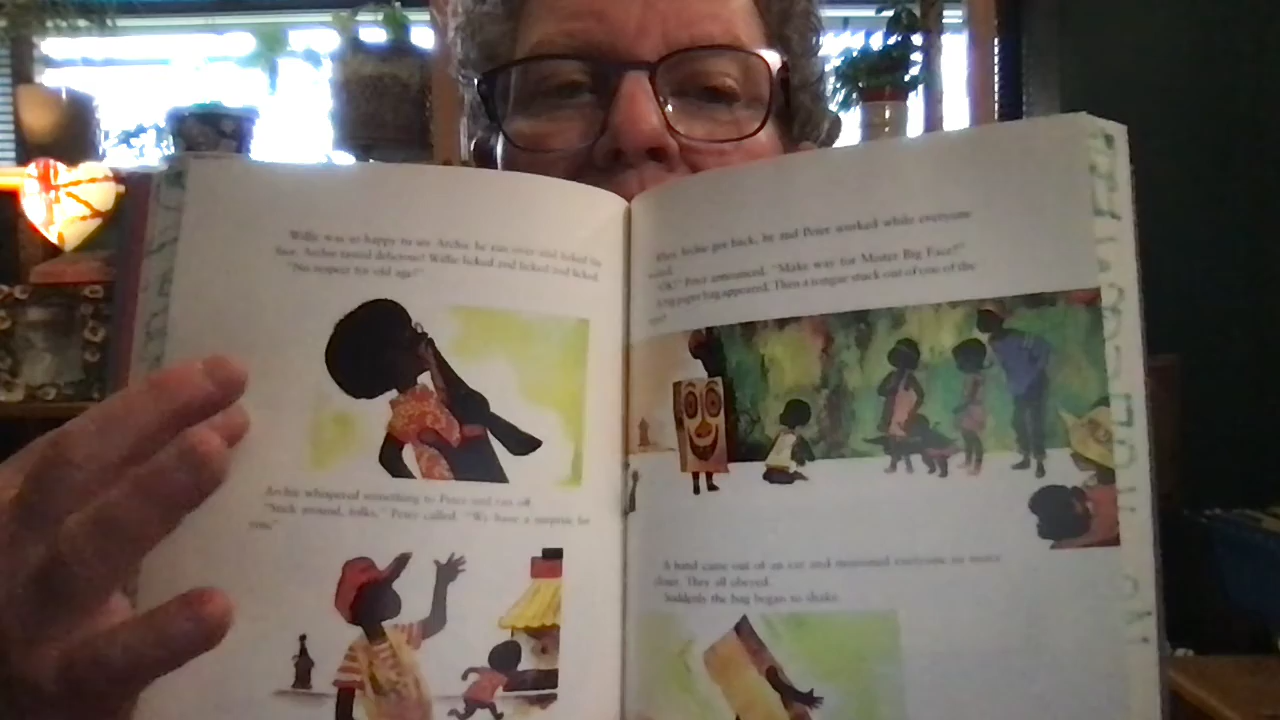 Willie was so happy to see Archie he ran over and licked his
face. Archie tasted delicious! Willie licked and licked and licked.
"No respect for old age!"
Archie whispered something to Peter and ran off.
"Stick around, folks," Peter called. "We have a surprise for
you."
When Archie got back, he and Peter worked while everyone
"OK!" Peter announced. "Make way for Mister Big Face!"
A big paper bag appeared. Then a tongue stuck out of one of the
A hand came out of an ear and motioned everyone to move
closer. They all obeyed.
Suddenly the bag began to shake.